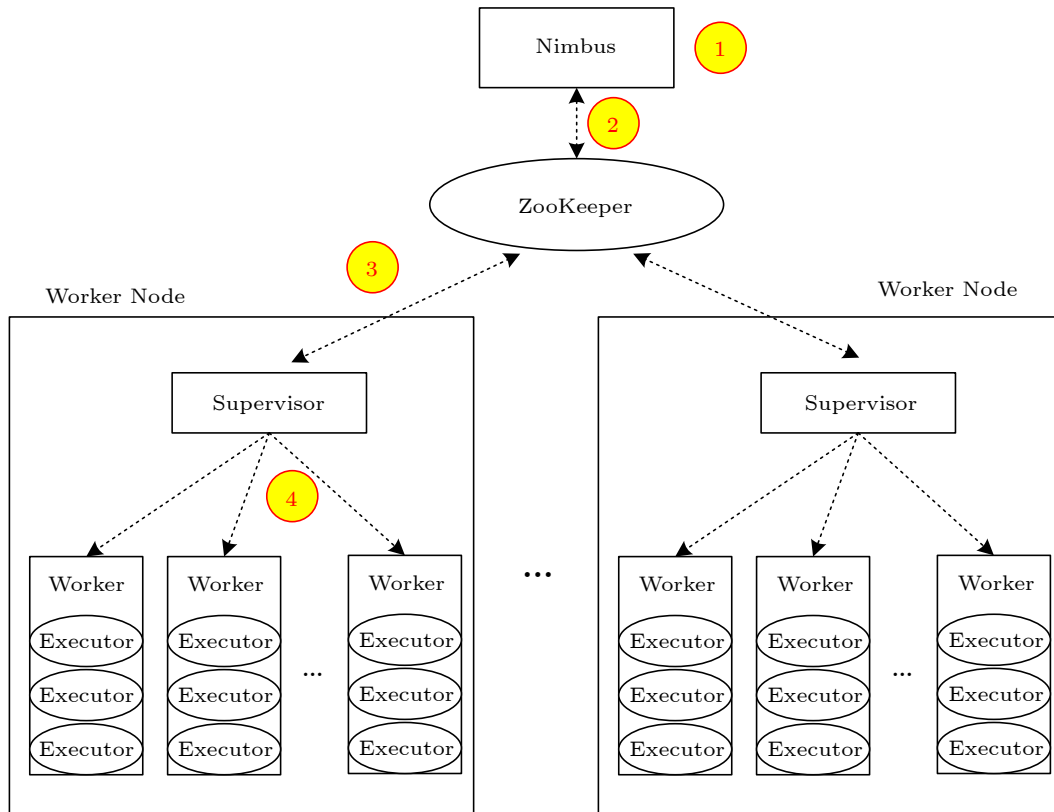 Nimbus
1
2
ZooKeeper
3
Worker Node
Worker Node
Supervisor
Supervisor
4
Worker Worker Worker
...
Worker Worker Worker
Executor Executor Executor
Executor Executor Executor
...
...
Executor Executor Executor
Executor Executor Executor
Executor Executor Executor
Executor Executor Executor